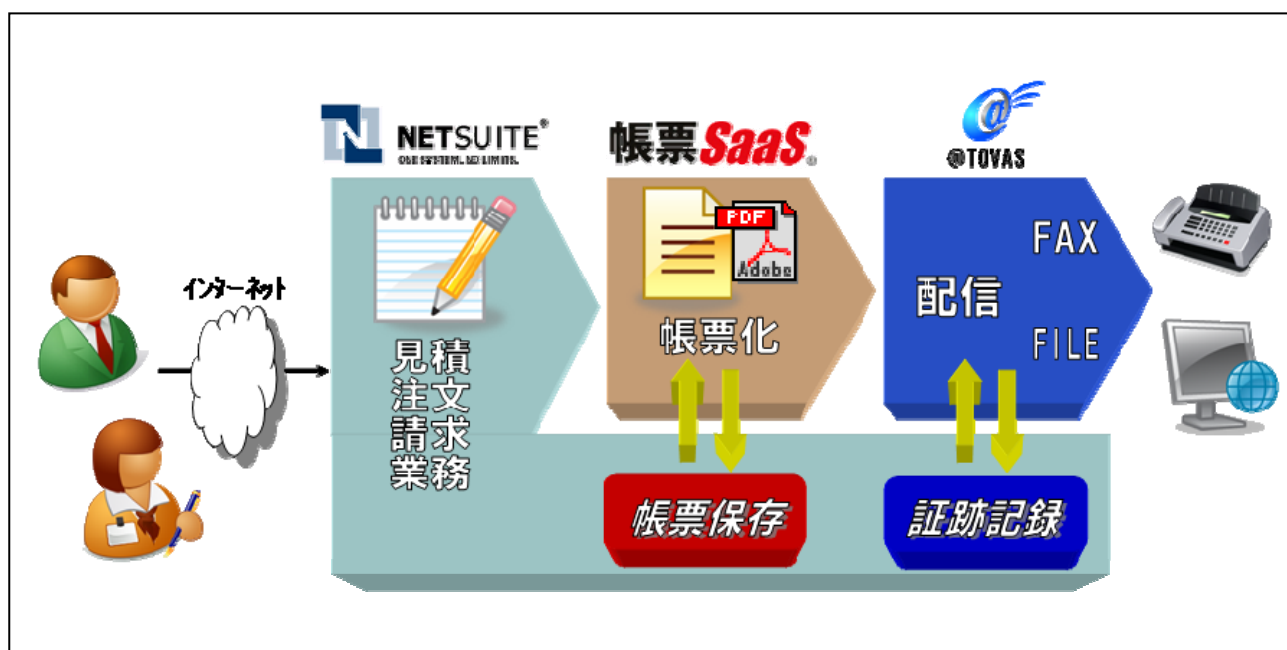 NETSUITE®
ONE SYSTEM. NO LIMITS.
帳票SaaS®
@TOVAS
インターネット
見積
注文
請求
業務
PDF
Adobe
帳票化
配信
FAX
FILE
帳票保存
証跡記録